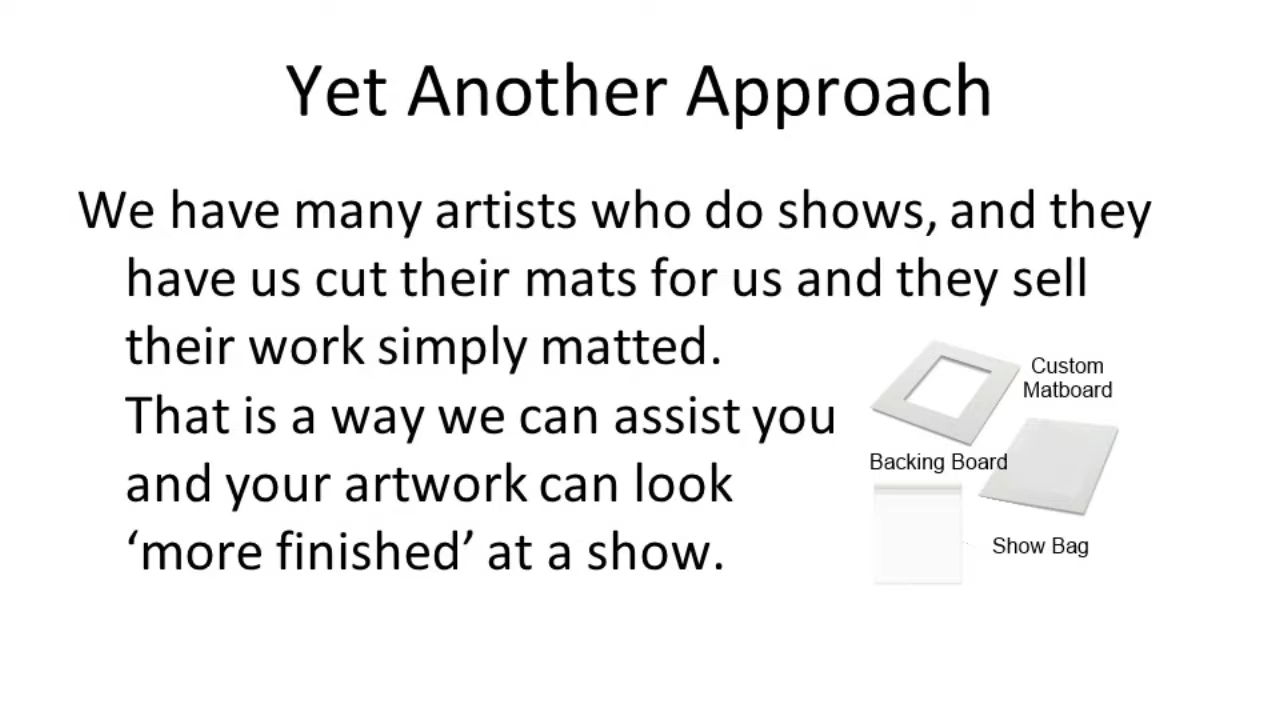 Yet Another Approach
We have many artists who do shows, and they
have us cut their mats for us and they sell
their work simply matted.
That is a way we can assist you
and your artwork can look
‘more finished’ at a show.
Custom
Matboard
Backing Board
Show Bag